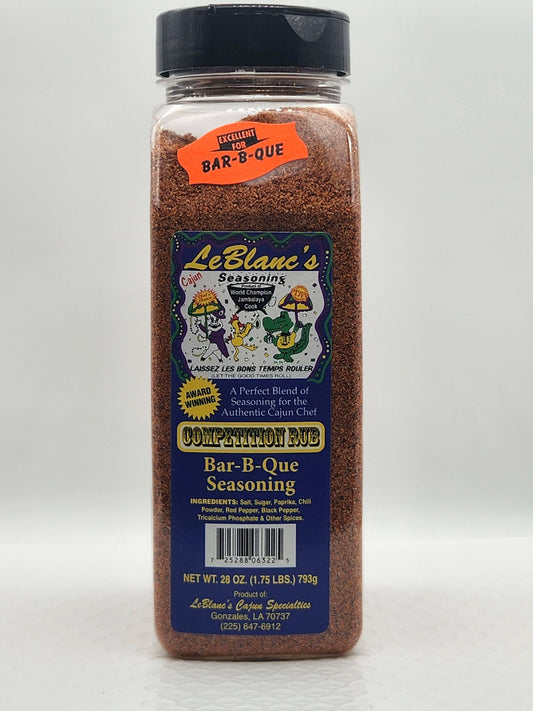 EXCELLENT
FOR
BAR-B-QUE
LeBlanc's
Cajun
Seasonings
Product of
World Champion
Jambalaya
Cook
LAISSEZ LES BONS TEMPS ROULER
(LET THE GOOD TIMES ROLL)
AWARD
WINNING
A Perfect Blend of
Seasoning for the
Authentic Cajun Chef
COMPETITION RUB
Bar-B-Que
Seasoning
INGREDIENTS: Salt, Sugar, Paprika, Chili
Powder, Red Pepper, Black Pepper,
Tricalcium Phosphate & Other Spices.
7 25288 06322 5
NET WT. 28 OZ. (1.75 LBS.) 793g
Product of:
LeBlanc's Cajun Specialties
Gonzales, LA 70737
(225) 647-6912